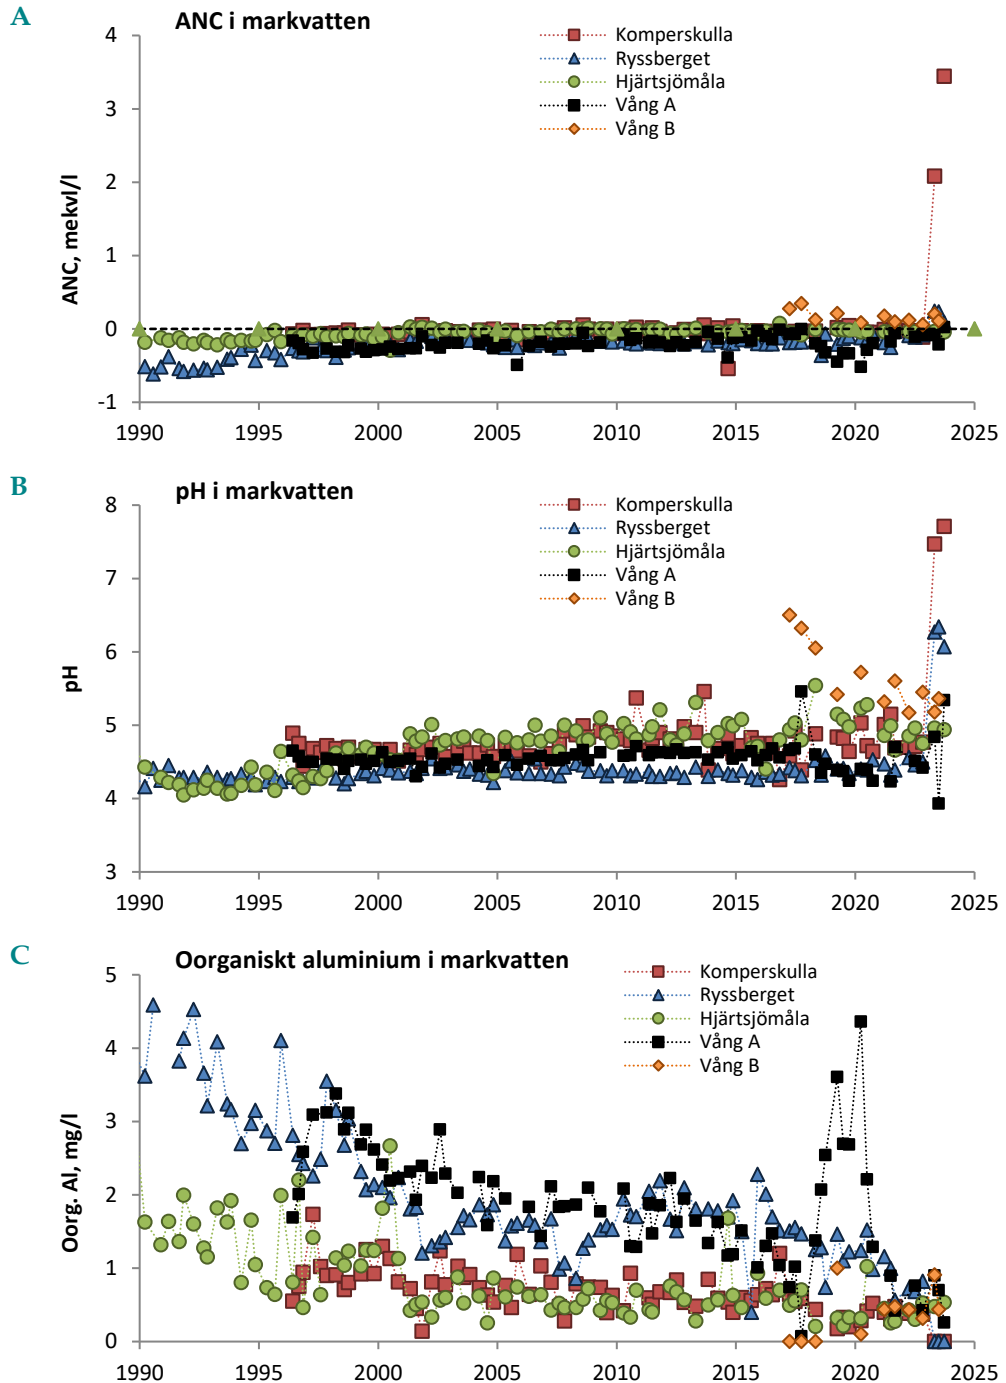 A
ANC i markvatten
Komperskulla
Ryssberget
Hjärtsjömåla
Vång A
Vång B
ANC, mekvl/l
4
3
2
1
0
-1
1990 1995 2000 2005 2010 2015 2020 2025
B
pH i markvatten
Komperskulla
Ryssberget
Hjärtsjömåla
Vång A
Vång B
pH
8
7
6
5
4
3
1990 1995 2000 2005 2010 2015 2020 2025
C
Oorganiskt aluminium i markvatten
Komperskulla
Ryssberget
Hjärtsjömåla
Vång A
Vång B
Oorg. Al, mg/l
5
4
3
2
1
0
1990 1995 2000 2005 2010 2015 2020 2025